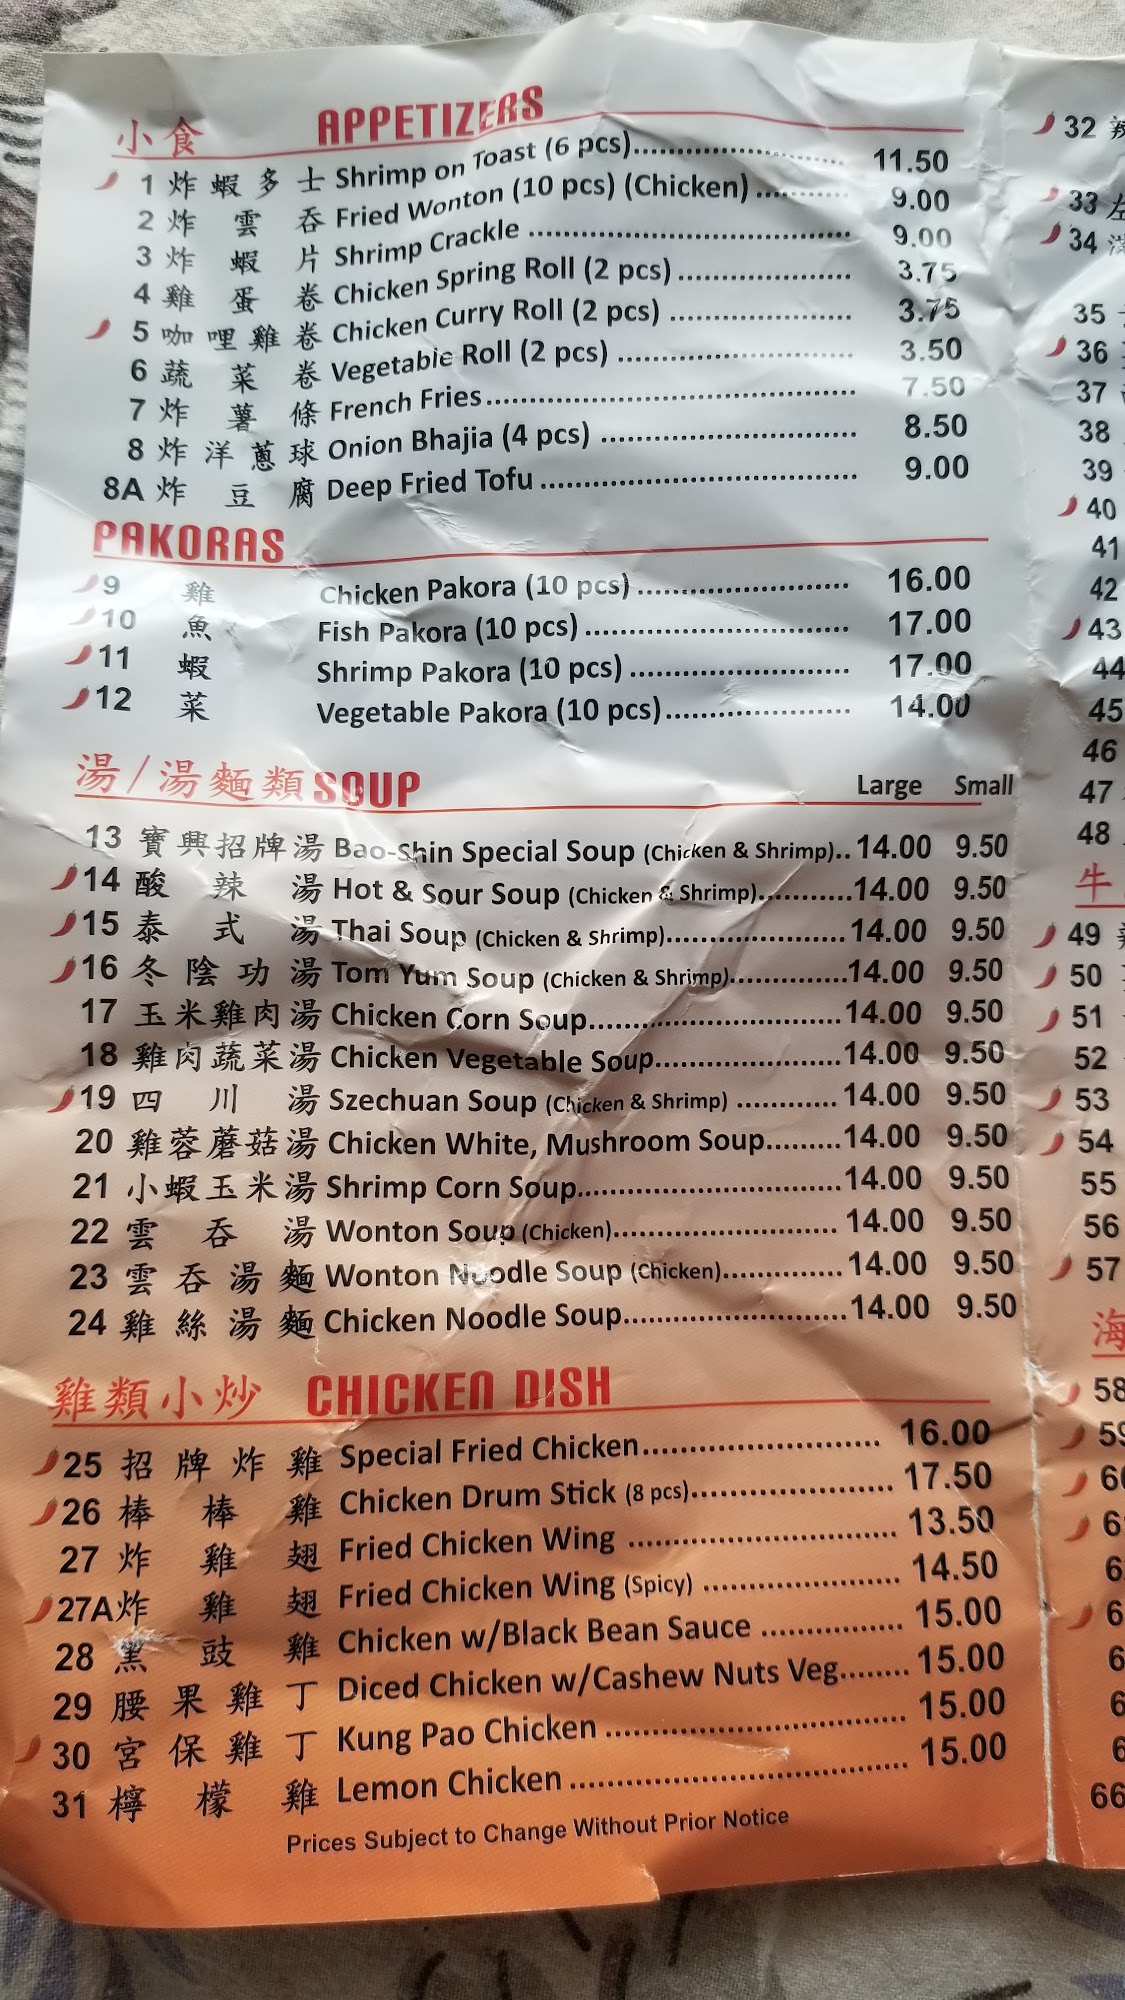 小食 APPETIZERS
1 炸蝦多士 Shrimp on Toast (6 pcs) 11.50
2 炸雲吞 Fried Wonton (10 pcs) (Chicken) 9.00
3 炸蝦片 Shrimp Crackle 9.00
4 雞蛋卷 Chicken Spring Roll (2 pcs) 3.75
5 咖哩雞卷 Chicken Curry Roll (2 pcs) 3.75
6 蔬菜卷 Vegetable Roll (2 pcs) 3.50
7 炸薯條 French Fries 7.50
8 炸洋蔥球 Onion Bhajia (4 pcs) 8.50
8A 炸豆腐 Deep Fried Tofu 9.00
PAKORAS
9 雞 Chicken Pakora (10 pcs) 16.00
10 魚 Fish Pakora (10 pcs) 17.00
11 蝦 Shrimp Pakora (10 pcs) 17.00
12 菜 Vegetable Pakora (10 pcs) 14.00
湯/湯麵類 SOUP Large Small
13 寶興招牌湯 Bao-Shin Special Soup (Chicken & Shrimp) 14.00 9.50
14 酸辣湯 Hot & Sour Soup (Chicken & Shrimp) 14.00 9.50
15 泰式湯 Thai Soup (Chicken & Shrimp) 14.00 9.50
16 冬陰功湯 Tom Yum Soup (Chicken & Shrimp) 14.00 9.50
17 玉米雞肉湯 Chicken Corn Soup 14.00 9.50
18 雞肉蔬菜湯 Chicken Vegetable Soup 14.00 9.50
19 四川湯 Szechuan Soup (Chicken & Shrimp) 14.00 9.50
20 雞蓉蘑菇湯 Chicken White, Mushroom Soup 14.00 9.50
21 小蝦玉米湯 Shrimp Corn Soup 14.00 9.50
22 雲吞湯 Wonton Soup (Chicken) 14.00 9.50
23 雲吞湯麵 Wonton Noodle Soup (Chicken) 14.00 9.50
24 雞絲湯麵 Chicken Noodle Soup 14.00 9.50
雞類小炒 CHICKEN DISH
25 招牌炸雞 Special Fried Chicken 16.00
26 棒棒雞 Chicken Drum Stick (8 pcs) 17.50
27 炸雞翅 Fried Chicken Wing 13.50
27A 炸雞翅 Fried Chicken Wing (Spicy) 14.50
28 黑豉雞 Chicken w/Black Bean Sauce 15.00
29 腰果雞丁 Diced Chicken w/Cashew Nuts Veg 15.00
30 宮保雞丁 Kung Pao Chicken 15.00
31 檸檬雞 Lemon Chicken 15.00
Prices Subject to Change Without Prior Notice
32
33
34
35
36
37
38
39
40
41
42
43
44
45
46
47
48
牛
49
50
51
52
53
54
55
56
57
海
58
66